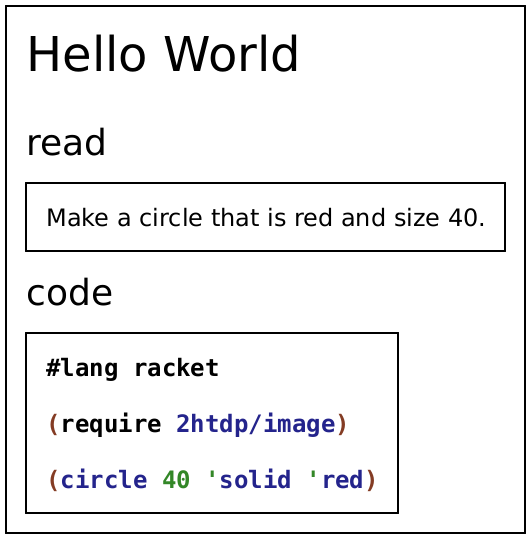 Hello World
read
Make a circle that is red and size 40.
code
#lang racket
(require 2htdp/image)
(circle 40 'solid 'red)